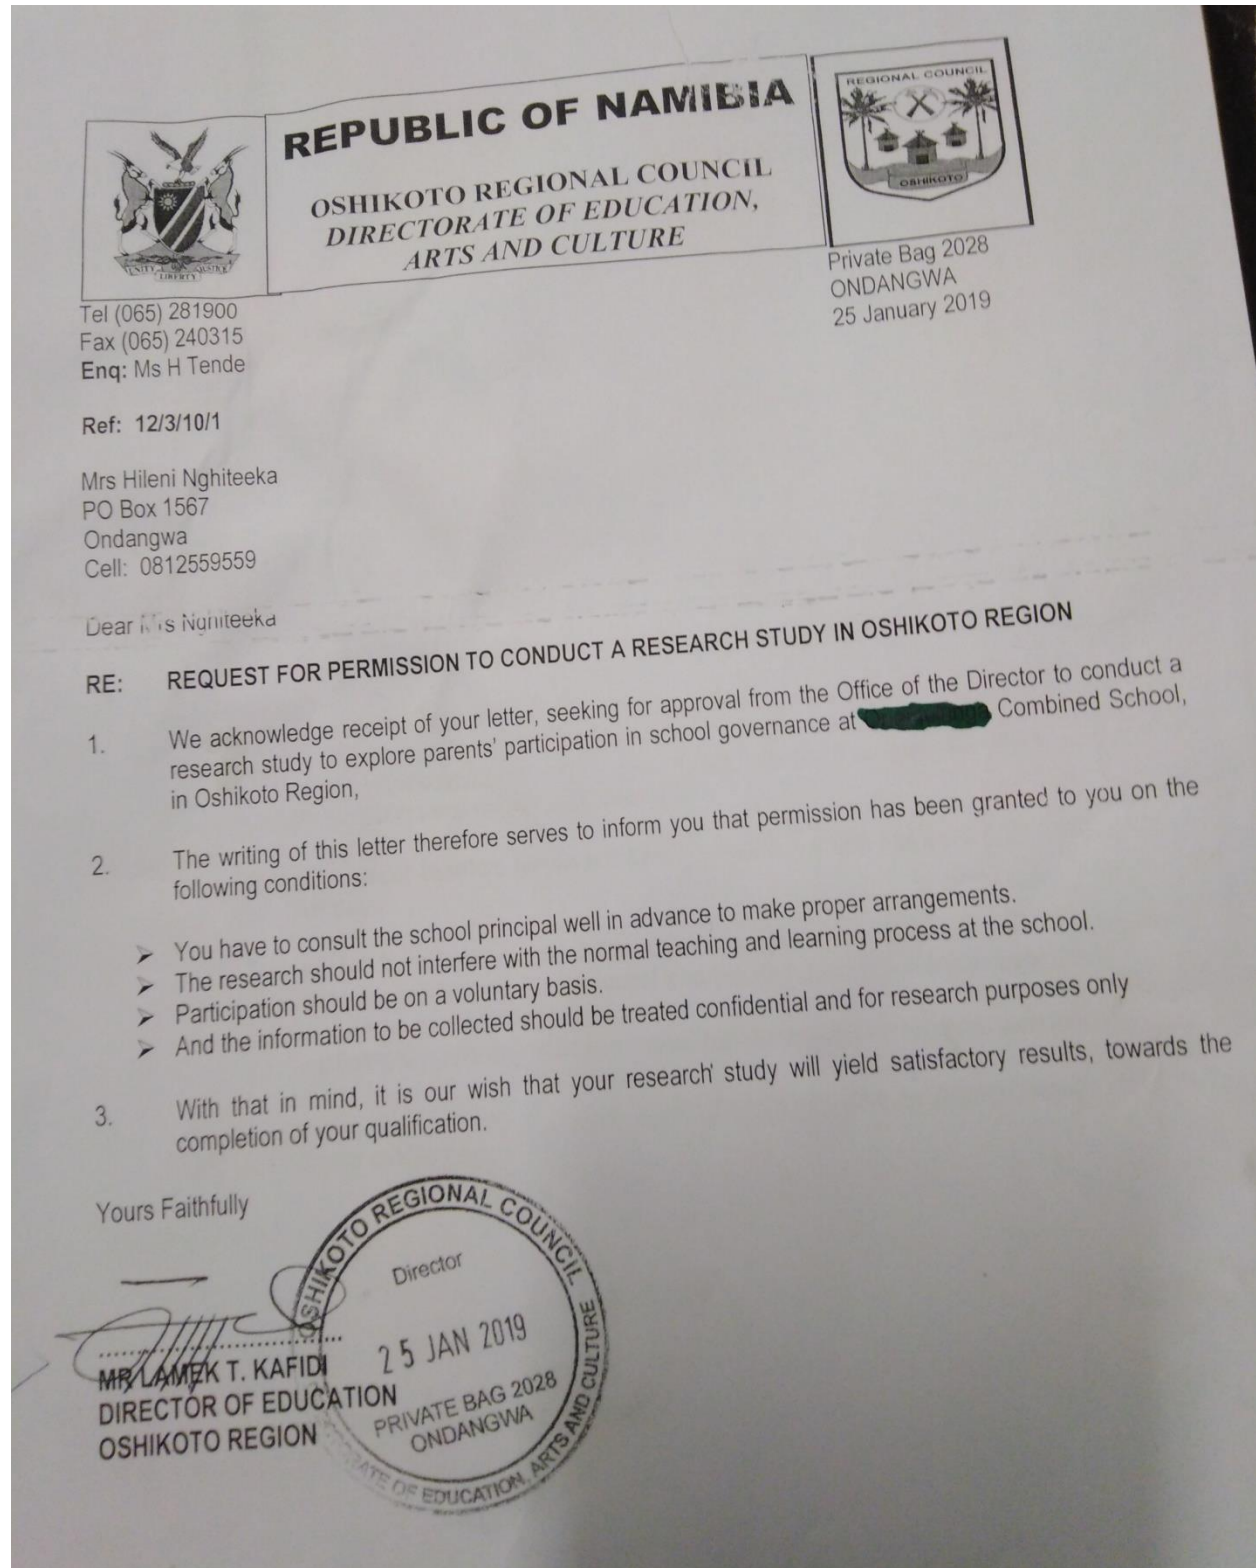 REPUBLIC OF NAMIBIA
OSHIKOTO REGIONAL COUNCIL
DIRECTORATE OF EDUCATION,
ARTS AND CULTURE
UNITY LIBERTY JUSTICE
REGIONAL COUNCIL
OSHIKOTO
Private Bag 2028
ONDANGWA
25 January 2019
Tel (065) 281900
Fax (065) 240315
Enq: Ms H Tende
Ref: 12/3/10/1
Mrs Hileni Nghiteeka
PO Box 1567
Ondangwa
Cell: 0812559559
Dear Mrs Nghiteeka
RE: REQUEST FOR PERMISSION TO CONDUCT A RESEARCH STUDY IN OSHIKOTO REGION
1. We acknowledge receipt of your letter, seeking for approval from the Office of the Director to conduct a
research study to explore parents' participation in school governance at Combined School,
in Oshikoto Region,
2. The writing of this letter therefore serves to inform you that permission has been granted to you on the
following conditions:
➢ You have to consult the school principal well in advance to make proper arrangements.
➢ The research should not interfere with the normal teaching and learning process at the school.
➢ Participation should be on a voluntary basis.
➢ And the information to be collected should be treated confidential and for research purposes only
3. With that in mind, it is our wish that your research study will yield satisfactory results, towards the
completion of your qualification.
Yours Faithfully
MR LAMEK T. KAFIDI
DIRECTOR OF EDUCATION
OSHIKOTO REGION
OSHIKOTO REGIONAL COUNCIL
Director
25 JAN 2019
PRIVATE BAG 2028
ONDANGWA
OF EDUCATION, ARTS AND CULTURE